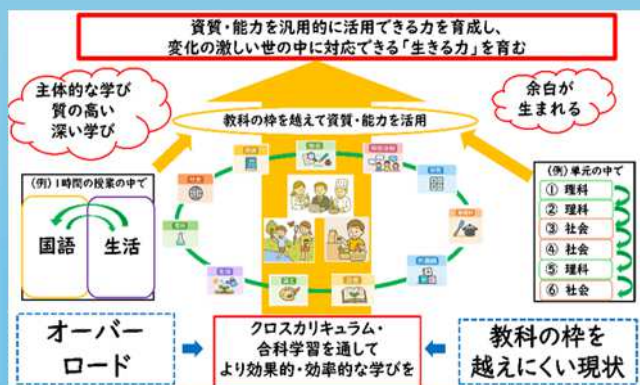 資質・能力を汎用的に活用できる力を育成し、
変化の激しい世の中に対応できる「生きる力」を育む
主体的な学び
質の高い
深い学び
余白が
生まれる
教科の枠を越えて資質・能力を活用
(例)1時間の授業の中で
国語
生活
(例)単元の中で
① 理科
② 理科
③ 社会
④ 社会
⑤ 理科
⑥ 社会
オーバー
ロード
クロスカリキュラム・
合科学習を通して
より効果的・効率的な学びを
教科の枠を
越えにくい現状